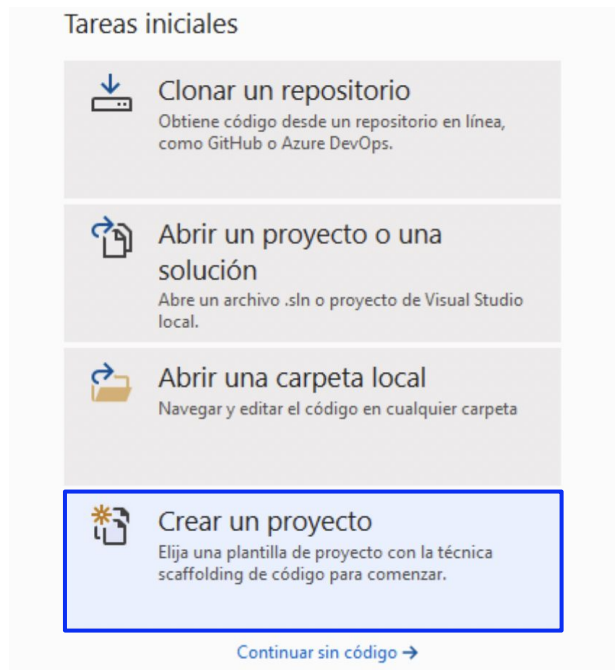 Tareas iniciales
Clonar un repositorio
Obtiene código desde un repositorio en línea,
como GitHub o Azure DevOps.
Abrir un proyecto o una
solución
Abre un archivo .sln o proyecto de Visual Studio
local.
Abrir una carpeta local
Navegar y editar el código en cualquier carpeta
Crear un proyecto
Elija una plantilla de proyecto con la técnica
scaffolding de código para comenzar.
Continuar sin código →